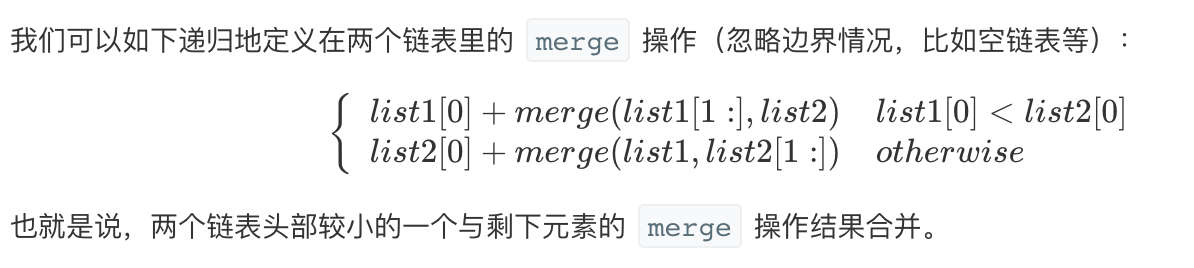 我们可以如下递归地定义在两个链表里的 merge 操作（忽略边界情况，比如空链表等）：
{ list1[0] + merge(list1[1 :], list2) list1[0] < list2[0]
list2[0] + merge(list1, list2[1 :]) otherwise
也就是说，两个链表头部较小的一个与剩下元素的 merge 操作结果合并。